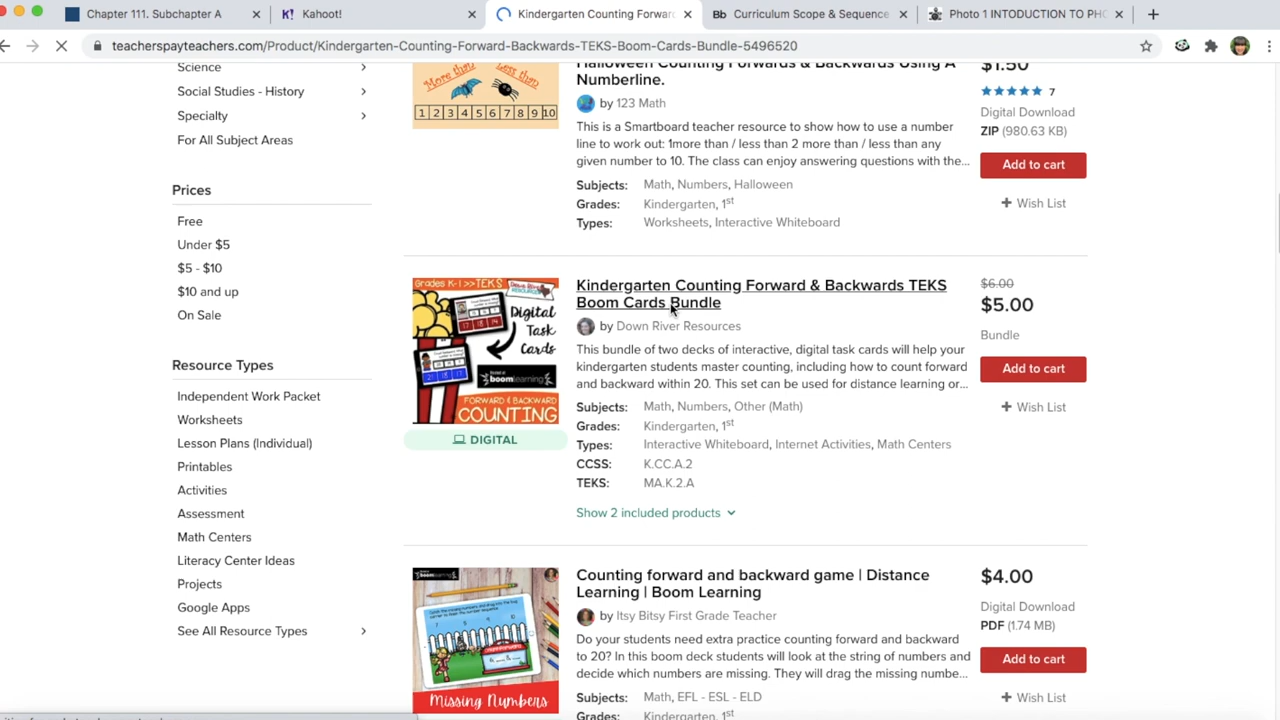 Chapter 111. Subchapter A
Kahoot!
Kindergarten Counting Forwar
Bb Curriculum Scope & Sequence
Photo 1 INTODUCTION TO PHO
teacherspayteachers.com/Product/Kindergarten-Counting-Forward-Backwards-TEKS-Boom-Cards-Bundle-5496520
Science
Social Studies - History
Specialty
For All Subject Areas
Prices
Free
Under $5
$5 - $10
$10 and up
On Sale
Resource Types
Independent Work Packet
Worksheets
Lesson Plans (Individual)
Printables
Activities
Assessment
Math Centers
Literacy Center Ideas
Projects
Google Apps
See All Resource Types
More than
Less than
1 2 3 4 5 6 7 8 9 10
Halloween Counting Forwards & Backwards Using A
Numberline.
by 123 Math
This is a Smartboard teacher resource to show how to use a number
line to work out: 1more than / less than 2 more than / less than any
given number to 10. The class can enjoy answering questions with the...
Subjects: Math, Numbers, Halloween
Grades: Kindergarten, 1st
Types: Worksheets, Interactive Whiteboard
$1.50
7
Digital Download
ZIP (980.63 KB)
Add to cart
+ Wish List
Grades K-1 >> TEKS
Digital
Task
Cards
boomlearning
FORWARD & BACKWARD
COUNTING
DIGITAL
Kindergarten Counting Forward & Backwards TEKS
Boom Cards Bundle
by Down River Resources
This bundle of two decks of interactive, digital task cards will help your
kindergarten students master counting, including how to count forward
and backward within 20. This set can be used for distance learning or...
Subjects: Math, Numbers, Other (Math)
Grades: Kindergarten, 1st
Types: Interactive Whiteboard, Internet Activities, Math Centers
CCSS: K.CC.A.2
TEKS: MA.K.2.A
Show 2 included products
$6.00
$5.00
Bundle
Add to cart
+ Wish List
boomlearning
Missing Numbers
Counting forward and backward game | Distance
Learning | Boom Learning
by Itsy Bitsy First Grade Teacher
Do your students need extra practice counting forward and backward
to 20? In this boom deck students will look at the string of numbers and
decide which numbers are missing. They will drag the missing numbe...
Subjects: Math, EFL - ESL - ELD
Grades: Kindergarten, 1st
$4.00
Digital Download
PDF (1.74 MB)
Add to cart
+ Wish List